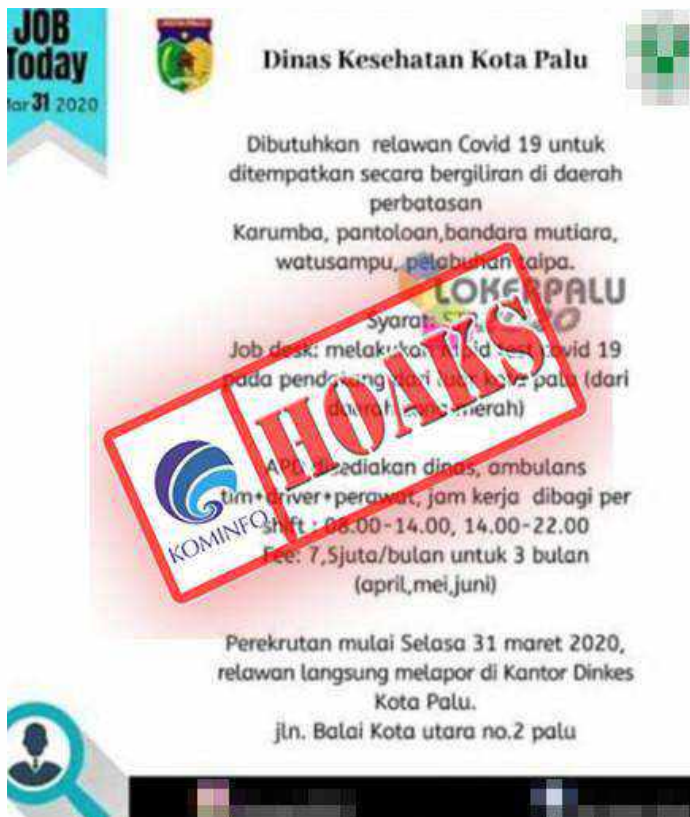 JOB
Today
Mar 31 2020
Dinas Kesehatan Kota Palu
Dibutuhkan relawan Covid 19 untuk
ditempatkan secara bergiliran di daerah
perbatasan
Karumba, pantoloan,bandara mutiara,
watusampu, pelabuhan taipa.
LOKERPALU
Syarat: STR
Job desk: melakukan rapid test covid 19
pada pendatang dari luar kota palu (dari
daerah zona merah)
HOAKS
KOMINFO
APD disediakan dinas, ambulans
tim+driver+perawat, jam kerja dibagi per
shift : 08.00-14.00, 14.00-22.00
Fee: 7,5juta/bulan untuk 3 bulan
(april,mei,juni)
Perekrutan mulai Selasa 31 maret 2020,
relawan langsung melapor di Kantor Dinkes
Kota Palu.
jln. Balai Kota utara no.2 palu